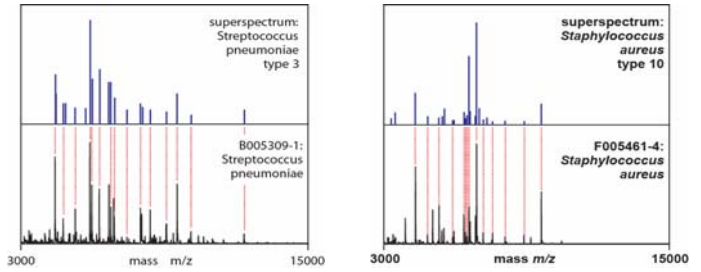 superspectrum:
Streptococcus
pneumoniae
type 3
B005309-1:
Streptococcus
pneumoniae
3000 mass m/z 15000
superspectrum:
Staphylococcus
aureus
type 10
F005461-4:
Staphylococcus
aureus
3000 mass m/z 15000